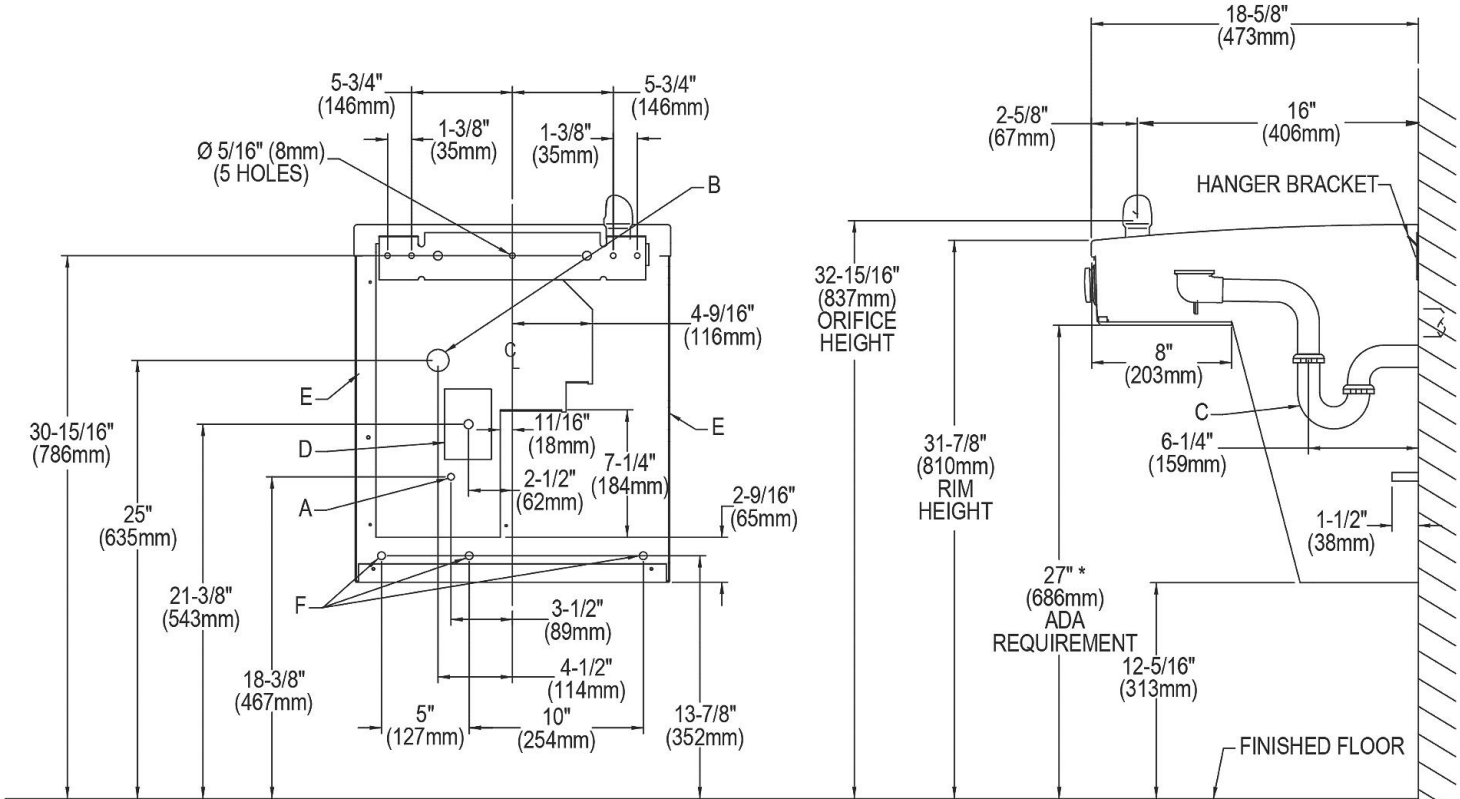 5-3/4"
(146mm)
5-3/4"
(146mm)
1-3/8"
(35mm)
1-3/8"
(35mm)
Ø 5/16" (8mm)
(5 HOLES)
B
4-9/16"
(116mm)
C
L
E
E
30-15/16"
(786mm)
D
11/16"
(18mm)
7-1/4"
(184mm)
2-1/2"
(62mm)
A
2-9/16"
(65mm)
25"
(635mm)
21-3/8"
(543mm)
F
3-1/2"
(89mm)
18-3/8"
(467mm)
4-1/2"
(114mm)
5"
(127mm)
10"
(254mm)
13-7/8"
(352mm)
18-5/8"
(473mm)
2-5/8"
(67mm)
16"
(406mm)
HANGER BRACKET
32-15/16"
(837mm)
ORIFICE
HEIGHT
8"
(203mm)
C
31-7/8"
(810mm)
RIM
HEIGHT
6-1/4"
(159mm)
1-1/2"
(38mm)
27" *
(686mm)
ADA
REQUIREMENT
12-5/16"
(313mm)
FINISHED FLOOR